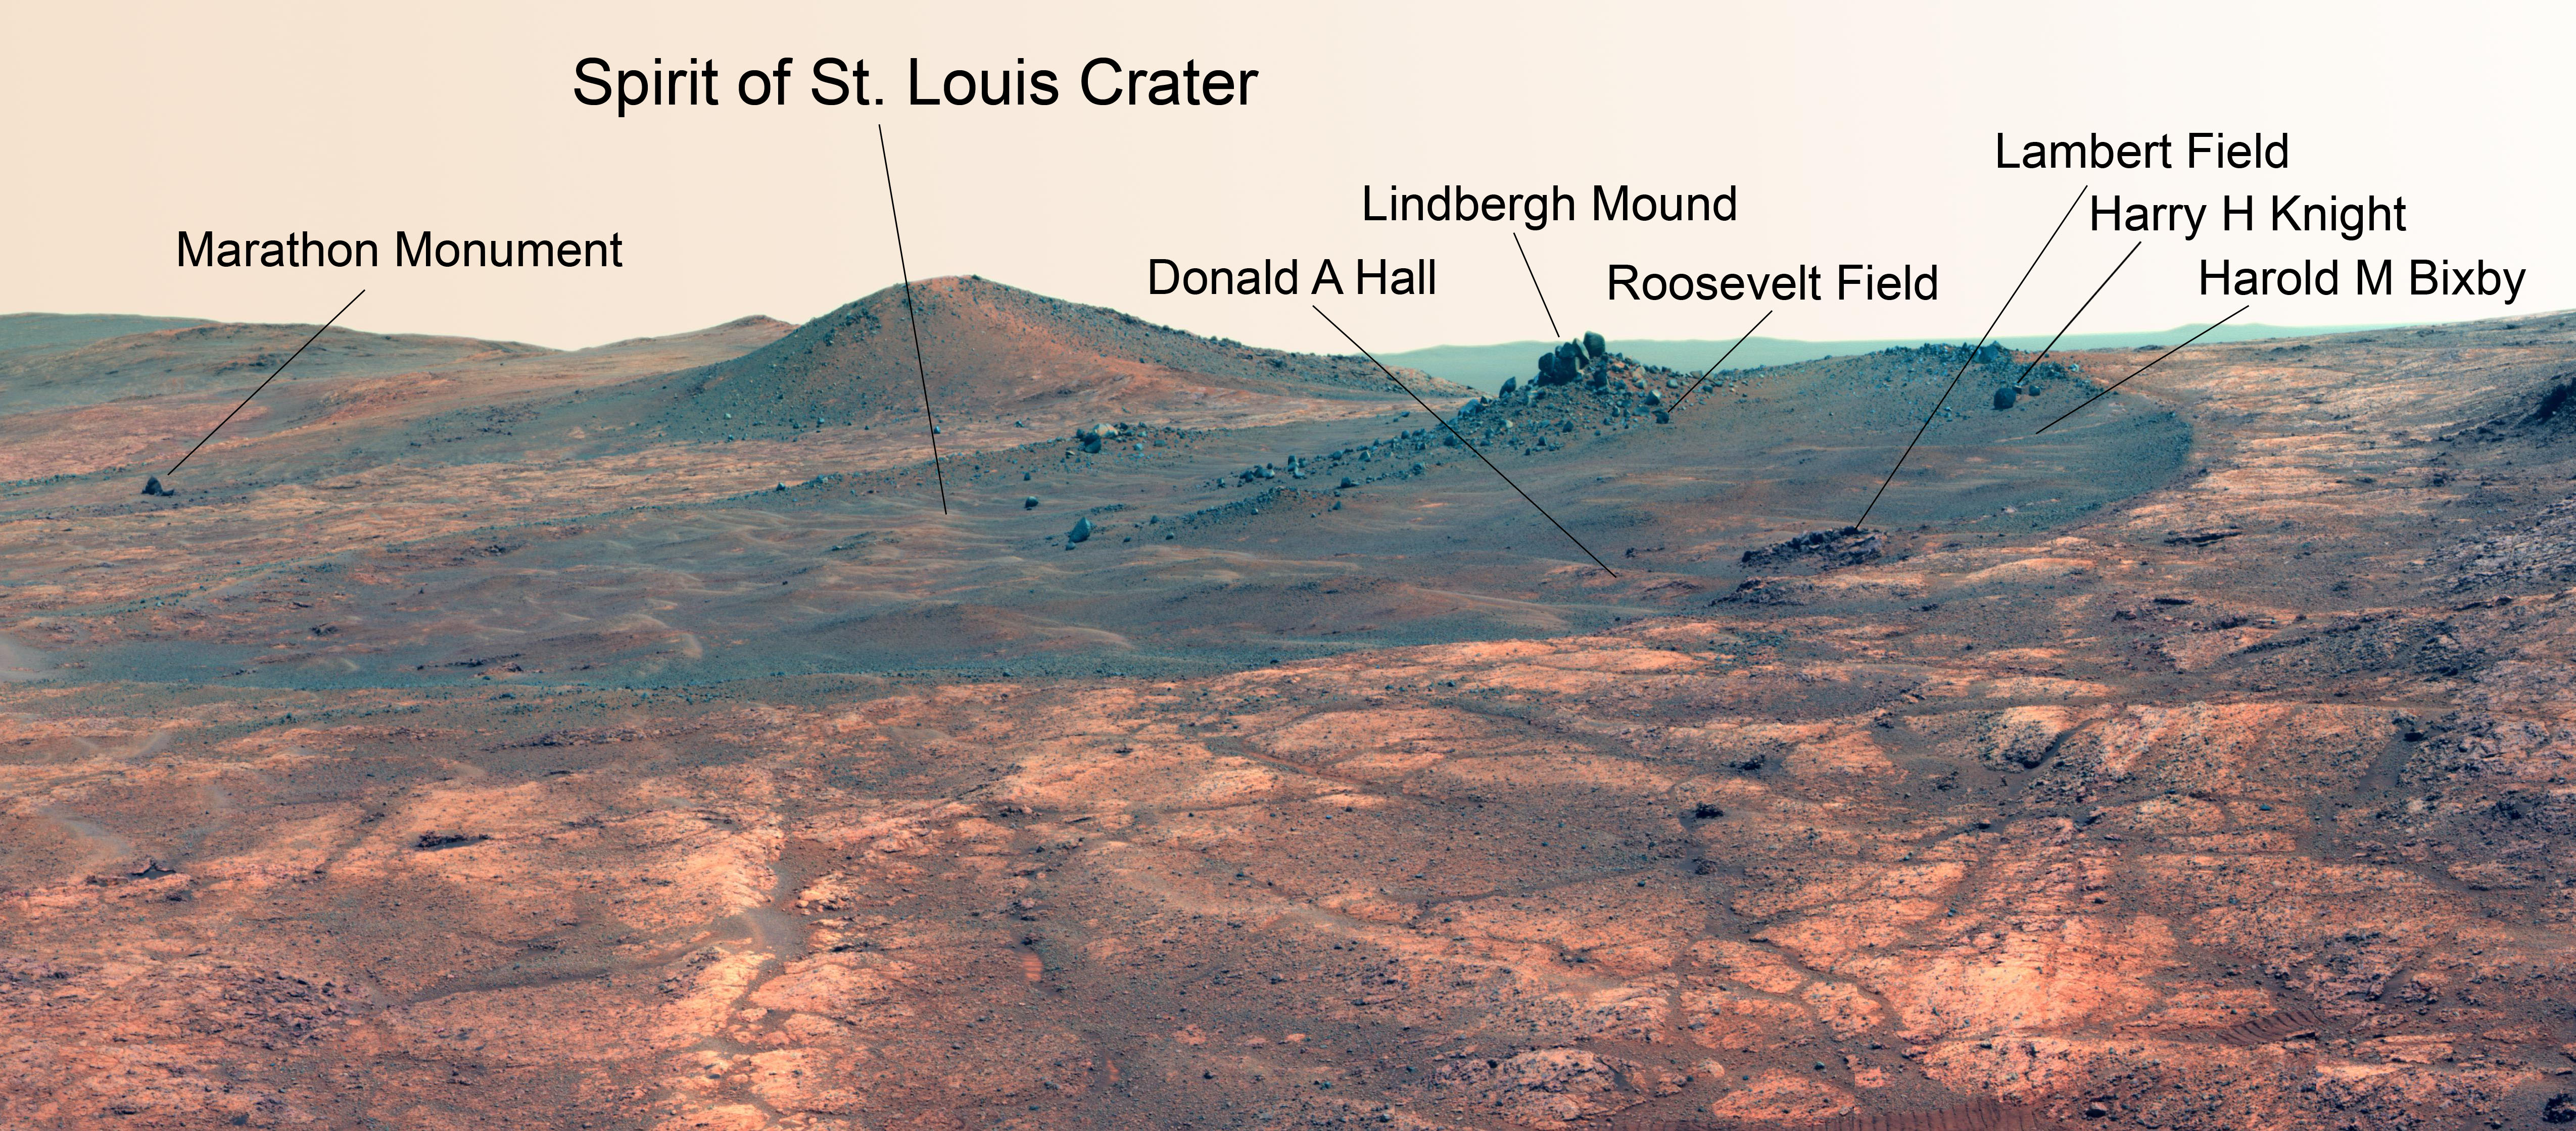 Spirit of St. Louis Crater
Lambert Field
Lindbergh Mound
Harry H Knight
Marathon Monument
Donald A Hall
Roosevelt Field
Harold M Bixby